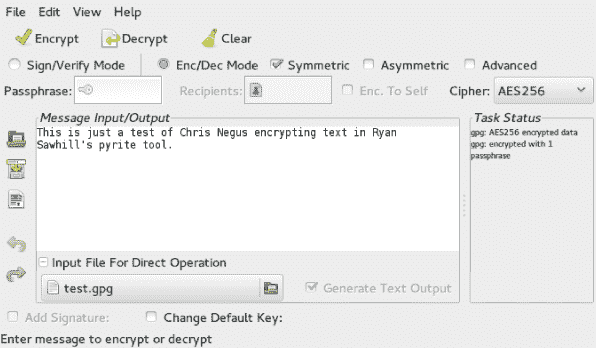 File Edit View Help
Encrypt Decrypt Clear
Sign/Verify Mode Enc/Dec Mode Symmetric Asymmetric Advanced
Passphrase: Recipients: Enc. To Self Cipher: AES256
Message Input/Output
This is just a test of Chris Negus encrypting text in Ryan
Sawhill's pyrite tool.
Task Status
gpg: AES256 encrypted data
gpg: encrypted with 1
passphrase
Input File For Direct Operation
test.gpg Generate Text Output
Add Signature: Change Default Key:
Enter message to encrypt or decrypt